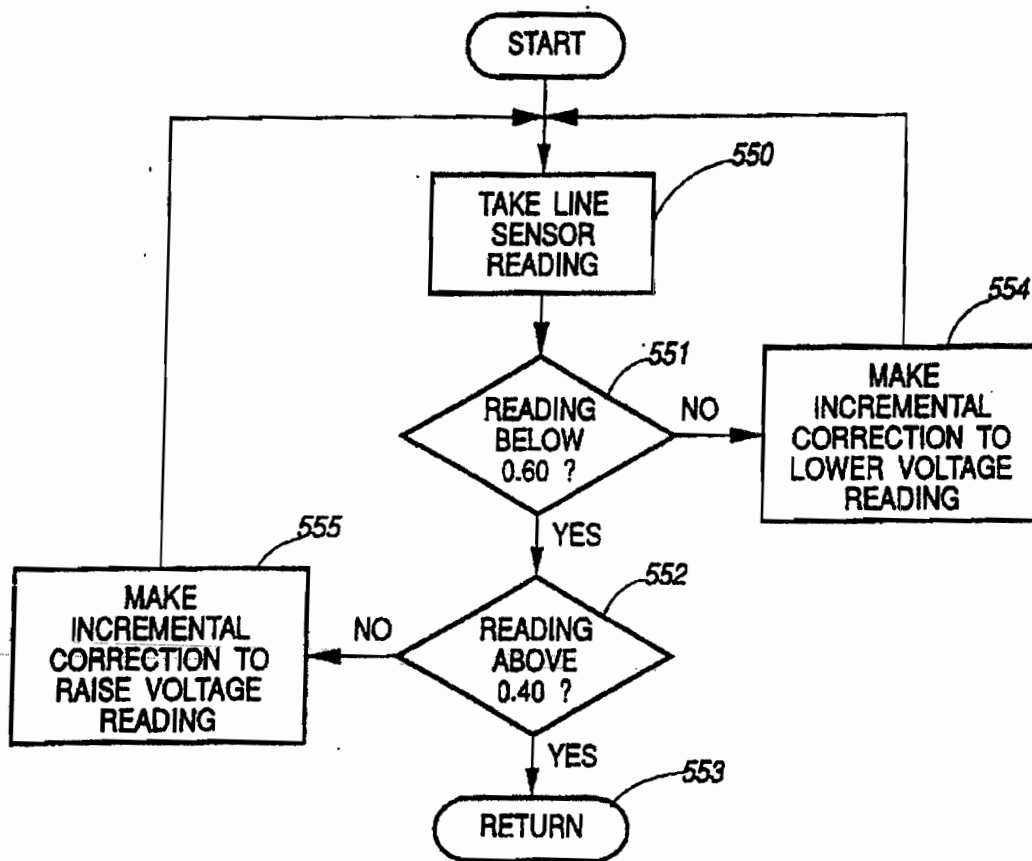 START
550
TAKE LINE
SENSOR
READING
554
551
READING
BELOW
0.60 ?
NO
MAKE
INCREMENTAL
CORRECTION TO
LOWER VOLTAGE
READING
YES
555
552
MAKE
INCREMENTAL
CORRECTION TO
RAISE VOLTAGE
READING
NO
READING
ABOVE
0.40 ?
YES
553
RETURN